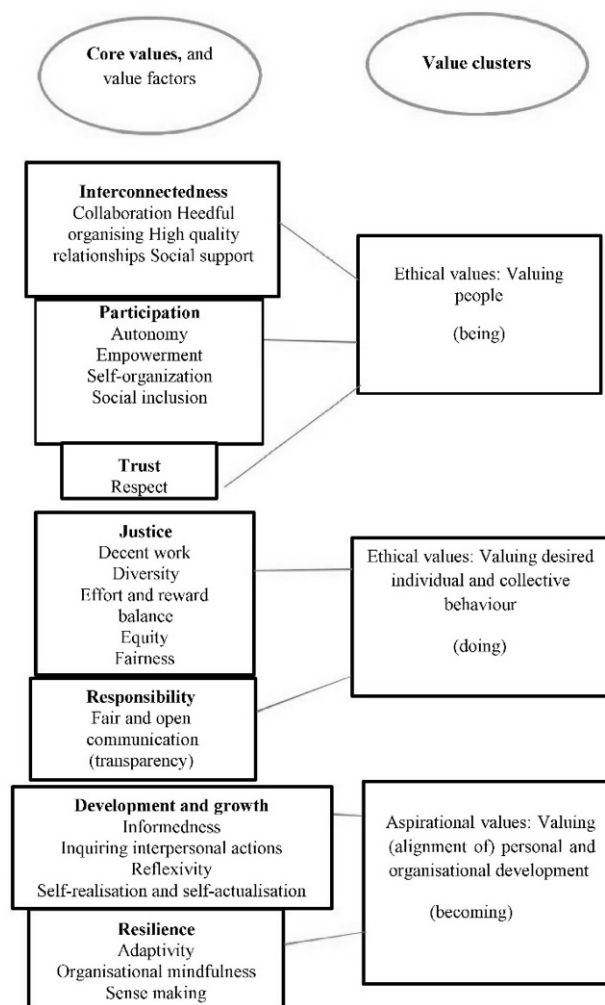 Core values, and
value factors
Value clusters
Interconnectedness
Collaboration Heedful
organising High quality
relationships Social support
Participation
Autonomy
Empowerment
Self-organization
Social inclusion
Trust
Respect
Ethical values: Valuing
people
(being)
Justice
Decent work
Diversity
Effort and reward
balance
Equity
Fairness
Responsibility
Fair and open
communication
(transparency)
Ethical values: Valuing desired
individual and collective
behaviour
(doing)
Development and growth
Informedness
Inquiring interpersonal actions
Reflexivity
Self-realisation and self-actualisation
Resilience
Adaptivity
Organisational mindfulness
Sense making
Aspirational values: Valuing
(alignment of) personal and
organisational development
(becoming)